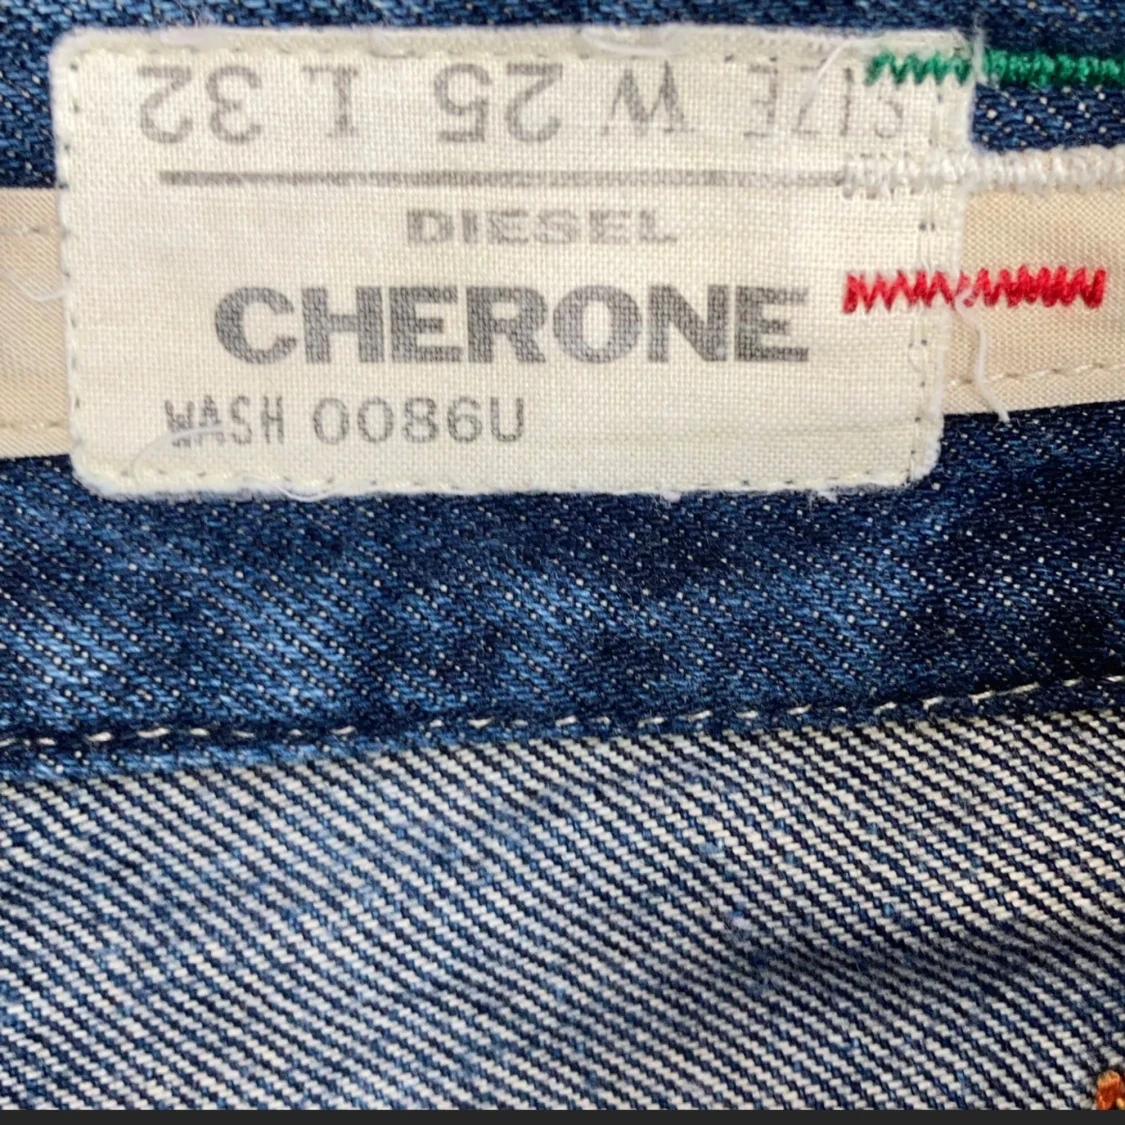 SIZE W 25 L 32
DIESEL
CHERONE
WASH 0086U